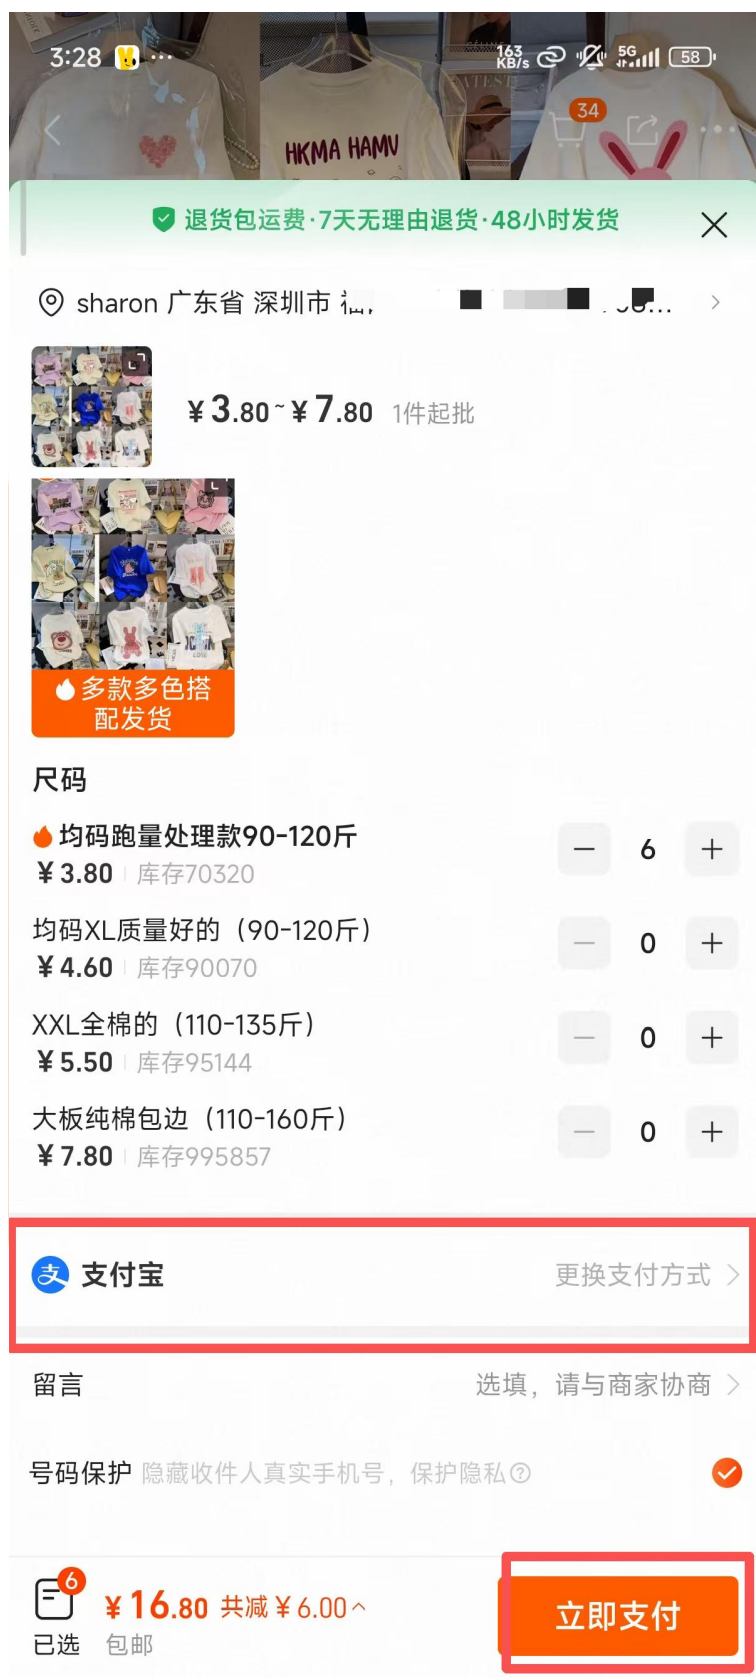 3:28
163 KB/s
5G
58
34
HKMA HAMV
LATEST
退货包运费·7天无理由退货·48小时发货
sharon 广东省 深圳市
¥3.80~¥7.80 1件起批
多款多色搭
配发货
尺码
均码跑量处理款90-120斤
¥3.80 库存70320
6
均码XL质量好的（90-120斤）
¥4.60 库存90070
0
XXL全棉的（110-135斤）
¥5.50 库存95144
0
大板纯棉包边（110-160斤）
¥7.80 库存995857
0
支付宝 更换支付方式
留言 选填，请与商家协商
号码保护 隐藏收件人真实手机号，保护隐私
6
已选
¥16.80 共减¥6.00
包邮
立即支付